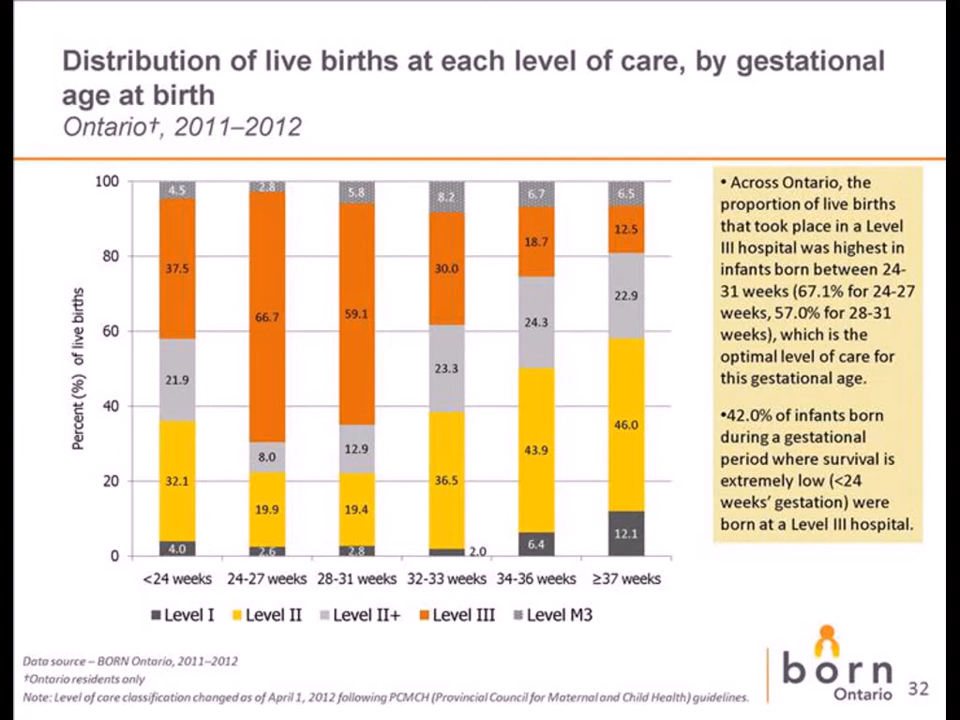 Distribution of live births at each level of care, by gestational
age at birth
Ontario†, 2011–2012
Percent (%) of live births
100
80
60
40
20
0
4.5
37.5
21.9
32.1
4.0
2.8
66.7
8.0
19.9
2.6
5.8
59.1
12.9
19.4
2.8
8.2
30.0
23.3
36.5
2.0
6.7
18.7
24.3
43.9
6.4
6.5
12.5
22.9
46.0
12.1
<24 weeks 24-27 weeks 28-31 weeks 32-33 weeks 34-36 weeks ≥37 weeks
Level I Level II Level II+ Level III Level M3
• Across Ontario, the
proportion of live births
that took place in a Level
III hospital was highest in
infants born between 24-
31 weeks (67.1% for 24-27
weeks, 57.0% for 28-31
weeks), which is the
optimal level of care for
this gestational age.
•42.0% of infants born
during a gestational
period where survival is
extremely low (<24
weeks’ gestation) were
born at a Level III hospital.
Data source – BORN Ontario, 2011–2012
†Ontario residents only
Note: Level of care classification changed as of April 1, 2012 following PCMCH (Provincial Council for Maternal and Child Health) guidelines.
born
Ontario
32